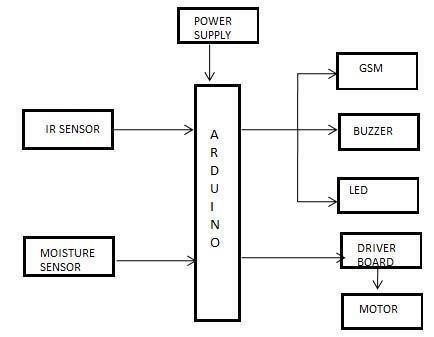 POWER
SUPPLY
GSM
IR SENSOR
A
R
D
U
I
N
O
BUZZER
LED
MOISTURE
SENSOR
DRIVER
BOARD
MOTOR